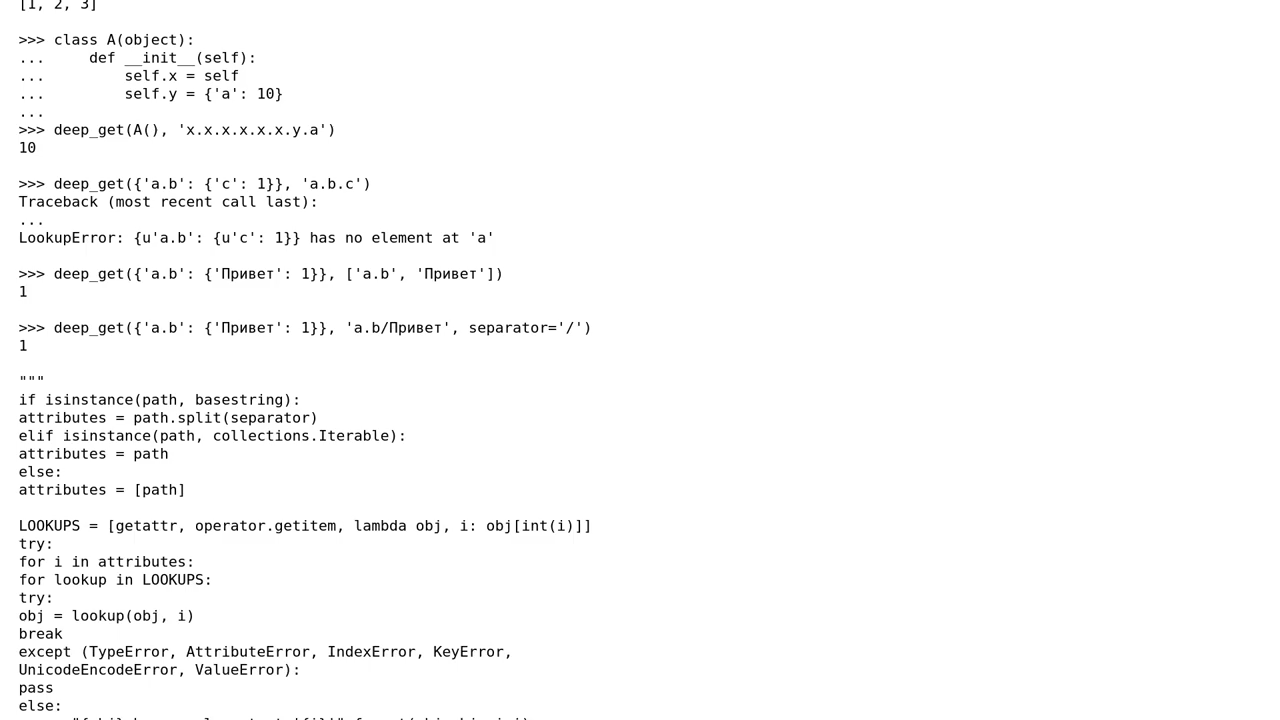 [1, 2, 3]

>>> class A(object):
...     def __init__(self):
...         self.x = self
...         self.y = {'a': 10}
...
>>> deep_get(A(), 'x.x.x.x.x.x.y.a')
10

>>> deep_get({'a.b': {'c': 1}}, 'a.b.c')
Traceback (most recent call last):
...
LookupError: {u'a.b': {u'c': 1}} has no element at 'a'

>>> deep_get({'a.b': {'Привет': 1}}, ['a.b', 'Привет'])
1

>>> deep_get({'a.b': {'Привет': 1}}, 'a.b/Привет', separator='/')
1

"""
if isinstance(path, basestring):
attributes = path.split(separator)
elif isinstance(path, collections.Iterable):
attributes = path
else:
attributes = [path]

LOOKUPS = [getattr, operator.getitem, lambda obj, i: obj[int(i)]]
try:
for i in attributes:
for lookup in LOOKUPS:
try:
obj = lookup(obj, i)
break
except (TypeError, AttributeError, IndexError, KeyError,
UnicodeEncodeError, ValueError):
pass
else: